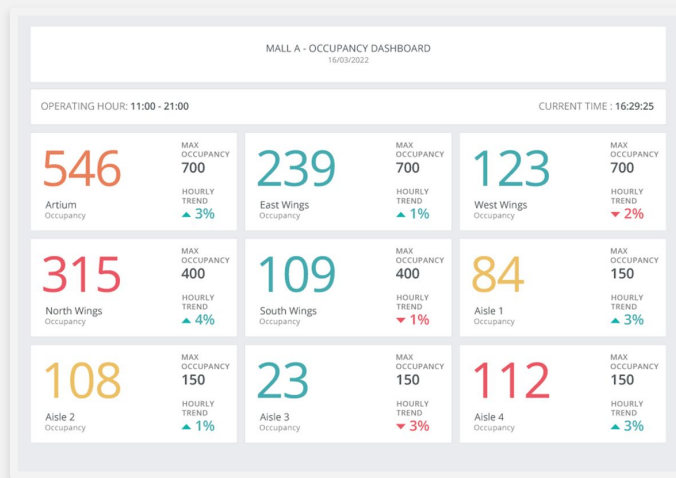 MALL A - OCCUPANCY DASHBOARD
16/03/2022
OPERATING HOUR: 11:00 - 21:00
CURRENT TIME : 16:29:25
546
Artium
Occupancy
MAX
OCCUPANCY
700
HOURLY
TREND
▲ 3%
239
East Wings
Occupancy
MAX
OCCUPANCY
700
HOURLY
TREND
▲ 1%
123
West Wings
Occupancy
MAX
OCCUPANCY
700
HOURLY
TREND
▼ 2%
315
North Wings
Occupancy
MAX
OCCUPANCY
400
HOURLY
TREND
▲ 4%
109
South Wings
Occupancy
MAX
OCCUPANCY
400
HOURLY
TREND
▼ 1%
84
Aisle 1
Occupancy
MAX
OCCUPANCY
150
HOURLY
TREND
▲ 3%
108
Aisle 2
Occupancy
MAX
OCCUPANCY
150
HOURLY
TREND
▲ 1%
23
Aisle 3
Occupancy
MAX
OCCUPANCY
150
HOURLY
TREND
▼ 3%
112
Aisle 4
Occupancy
MAX
OCCUPANCY
150
HOURLY
TREND
▲ 3%